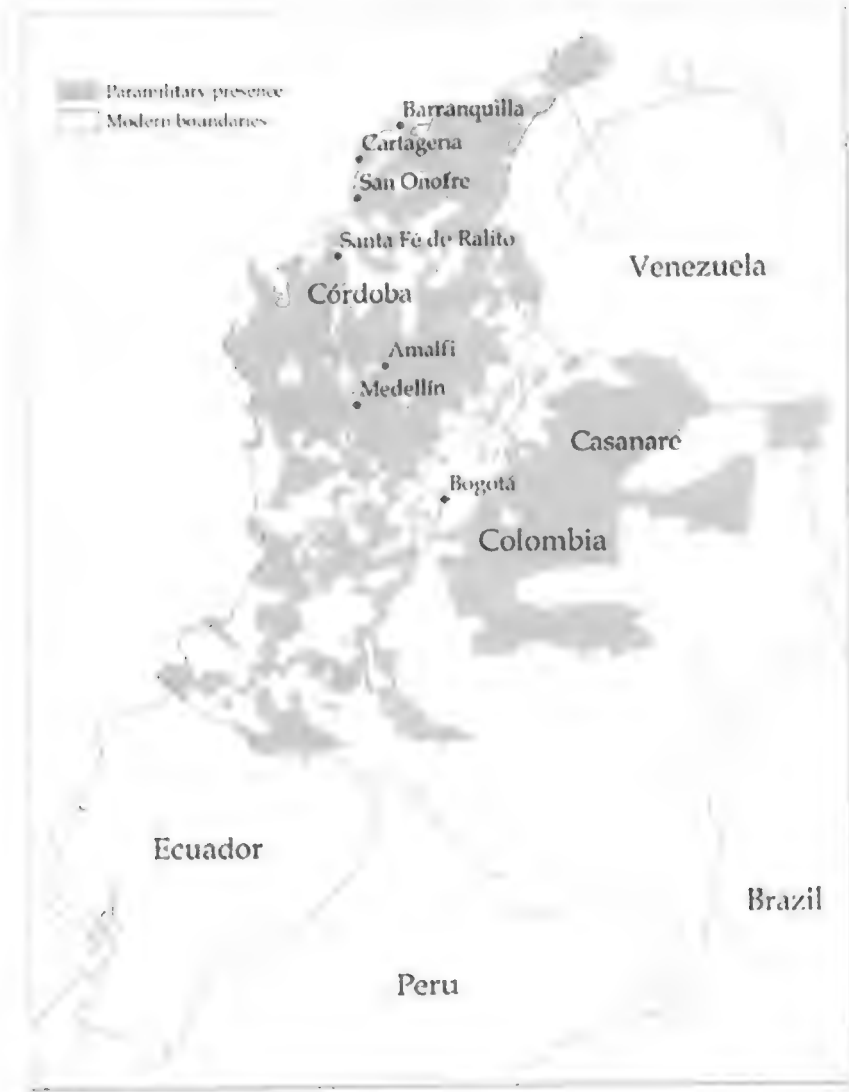 Paramilitary presence
Modern boundaries
Barranquilla
Cartagena
San Onofre
Santa Fé de Ralito
Venezuela
Córdoba
Amalfi
Medellín
Casanare
Bogotá
Colombia
Ecuador
Brazil
Peru